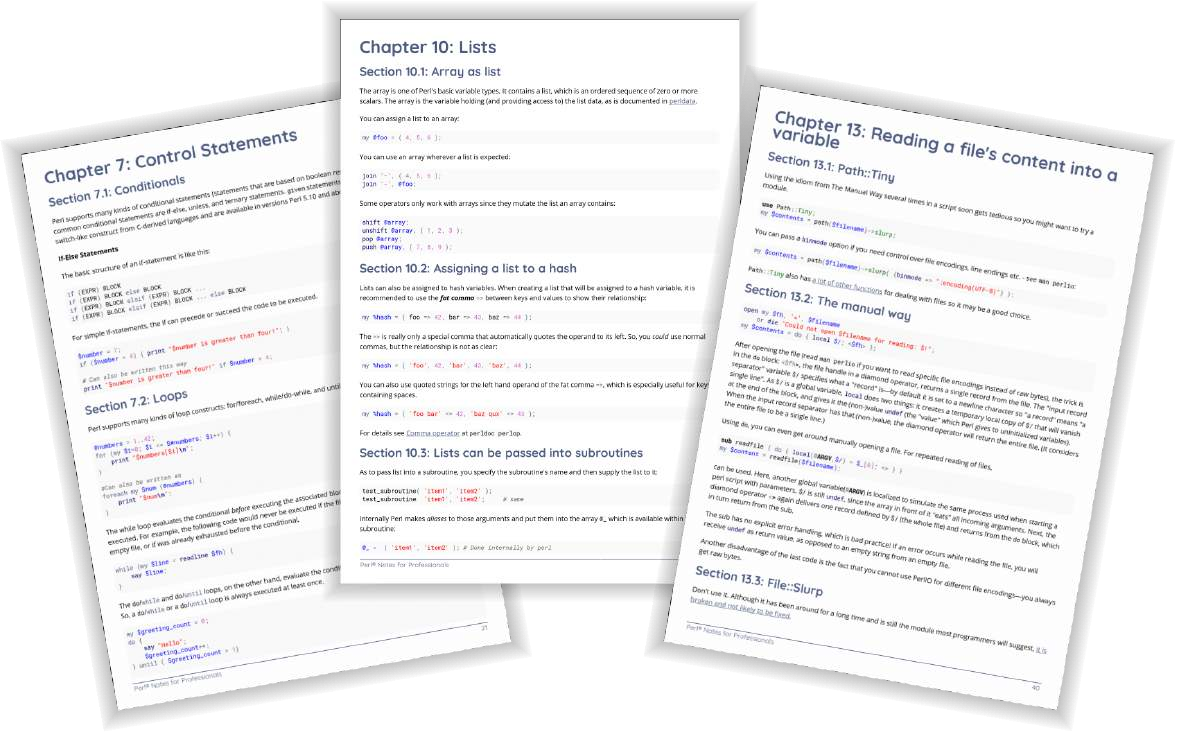 Chapter 7: Control Statements
Section 7.1: Conditionals
Perl supports many kinds of conditional statements (statements that are based on boolean
common conditional statements are if-else, unless, and ternary statements. given statements
switch-like construct from C-derived languages and are available in versions Perl 5.10 and
If-Else Statements
The basic structure of an if-statement is like this:
if (EXPR) BLOCK
if (EXPR) BLOCK else BLOCK
if (EXPR) BLOCK elsif (EXPR) BLOCK ...
if (EXPR) BLOCK elsif (EXPR) BLOCK ... else BLOCK
For simple if-statements, the if can precede or succeed the code to be executed.
$number = 7;
if ($number > 4) { print "$number is greater than four!"; }
# Can also be written this way
print "$number is greater than four!" if $number > 4;
Section 7.2: Loops
Perl supports many kinds of loop constructs: for/foreach, while/do-while, and until
@numbers = 1..42;
for (my $i=0; $i <= $#numbers; $i++) {
print "$numbers[$i]\n";
}
#Can also be written as
foreach my $num (@numbers) {
print "$num\n";
}
The while loop evaluates the conditional before executing the associated
executed. For example, the following code would never be executed if the
empty file, or if was already exhausted before the conditional.
while (my $line = readline $fh) {
say $line;
}
The do/while and do/until loops, on the other hand, evaluate the
So, a do/while or a do/until loop is always executed at least once.
my $greeting_count = 0;
do {
say "Hello";
$greeting_count++;
} until ( $greeting_count > 1)
Perl® Notes for Professionals
21
Chapter 10: Lists
Section 10.1: Array as list
The array is one of Perl's basic variable types. It contains a list, which is an ordered sequence of zero or more
scalars. The array is the variable holding (and providing access to) the list data, as is documented in perldata.
You can assign a list to an array:
my @foo = ( 4, 5, 6 );
You can use an array wherever a list is expected:
join '-', ( 4, 5, 6 );
join '-', @foo;
Some operators only work with arrays since they mutate the list an array contains:
shift @array;
unshift @array, ( 1, 2, 3 );
pop @array;
push @array, ( 7, 8, 9 );
Section 10.2: Assigning a list to a hash
Lists can also be assigned to hash variables. When creating a list that will be assigned to a hash variable, it is
recommended to use the fat comma => between keys and values to show their relationship:
my %hash = ( foo => 42, bar => 43, baz => 44 );
The => is really only a special comma that automatically quotes the operand to its left. So, you could use normal
commas, but the relationship is not as clear:
my %hash = ( 'foo', 42, 'bar', 43, 'baz', 44 );
You can also use quoted strings for the left hand operand of the fat comma =>, which is especially useful for keys
containing spaces.
my %hash = ( 'foo bar' => 42, 'baz qux' => 43 );
For details see Comma operator at perldoc perlop.
Section 10.3: Lists can be passed into subroutines
As to pass list into a subroutine, you specify the subroutine's name and then supply the list to it:
test_subroutine( 'item1', 'item2' );
test_subroutine 'item1', 'item2'; # same
Internally Perl makes aliases to those arguments and put them into the array @_ which is available within
subroutine:
@_ = ( 'item1', 'item2' ); # Done internally by perl
Perl® Notes for Professionals
Chapter 13: Reading a file's content into a
variable
Section 13.1: Path::Tiny
Using the idiom from The Manual Way several times in a script soon gets tedious so you might want to try a
module.
use Path::Tiny;
my $contents = path($filename)->slurp;
You can pass a binmode option if you need control over file encodings, line endings etc. - see man perlio:
my $contents = path($filename)->slurp( {binmode => ":encoding(UTF-8)"} );
Path::Tiny also has a lot of other functions for dealing with files so it may be a good choice.
Section 13.2: The manual way
open my $fh, '<', $filename
or die "Could not open $filename for reading: $!";
my $contents = do { local $/; <$fh> };
After opening the file (read man perlio if you want to read specific file encodings instead of raw bytes), the trick is
in the do block: <$fh>, the file handle in a diamond operator, returns a single record from the file. The "input record
separator" variable $/ specifies what a "record" is—by default it is set to a newline character so "a record" means "a
single line". As $/ is a global variable, local does two things: it creates a temporary local copy of $/ that will vanish
at the end of the block, and gives it the (non-)value undef (the "value" which Perl gives to uninitialized variables).
When the input record separator has that (non-)value, the diamond operator will return the entire file. (It considers
the entire file to be a single line.)
Using do, you can even get around manually opening a file. For repeated reading of files,
sub readfile { do { local(@ARGV,$/) = $_[0]; <> } }
my $content = readfile($filename);
can be used. Here, another global variable(@ARGV) is localized to simulate the same process used when starting a
perl script with parameters. $/ is still undef, since the array in front of it "eats" all incoming arguments. Next, the
diamond operator <> again delivers one record defined by $/ (the whole file) and returns from the do block, which
in turn return from the sub.
The sub has no explicit error handling, which is bad practice! If an error occurs while reading the file, you will
receive undef as return value, as opposed to an empty string from an empty file.
Another disadvantage of the last code is the fact that you cannot use PerlIO for different file encodings—you always
get raw bytes.
Section 13.3: File::Slurp
Don't use it. Although it has been around for a long time and is still the module most programmers will suggest, it is
broken and not likely to be fixed.
Perl® Notes for Professionals
40